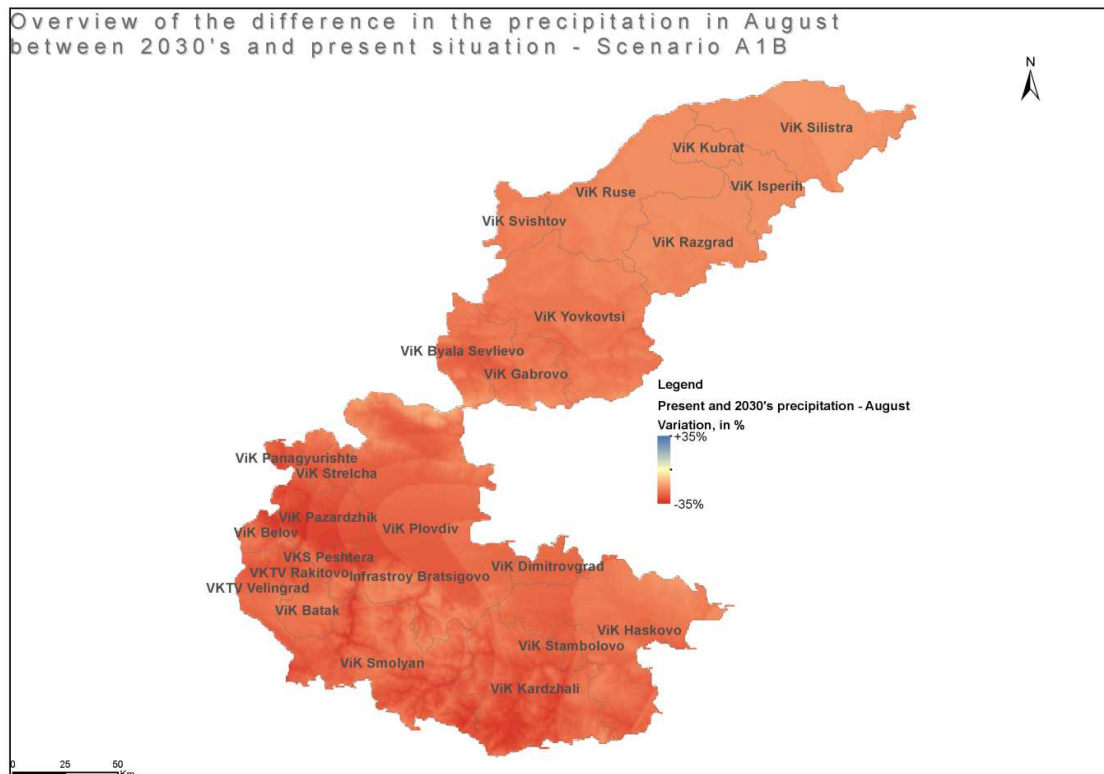 Overview of the difference in the precipitation in August
between 2030's and present situation - Scenario A1B
N
ViK Silistra
ViK Kubrat
ViK Isperih
ViK Ruse
ViK Svishtov
ViK Razgrad
ViK Yovkovtsi
ViK Byala Sevlievo
ViK Gabrovo
Legend
Present and 2030's precipitation - August
Variation, in %
+35%
-35%
ViK Panagyurishte
ViK Strelcha
ViK Pazardzhik
ViK Plovdiv
ViK Belov
VKS Peshtera
ViK Dimitrovgrad
VKTV Rakitovo
Infrastroy Bratsigovo
VKTV Velingrad
ViK Batak
ViK Haskovo
ViK Stambolovo
ViK Smolyan
ViK Kardzhali
0 25 50
Km